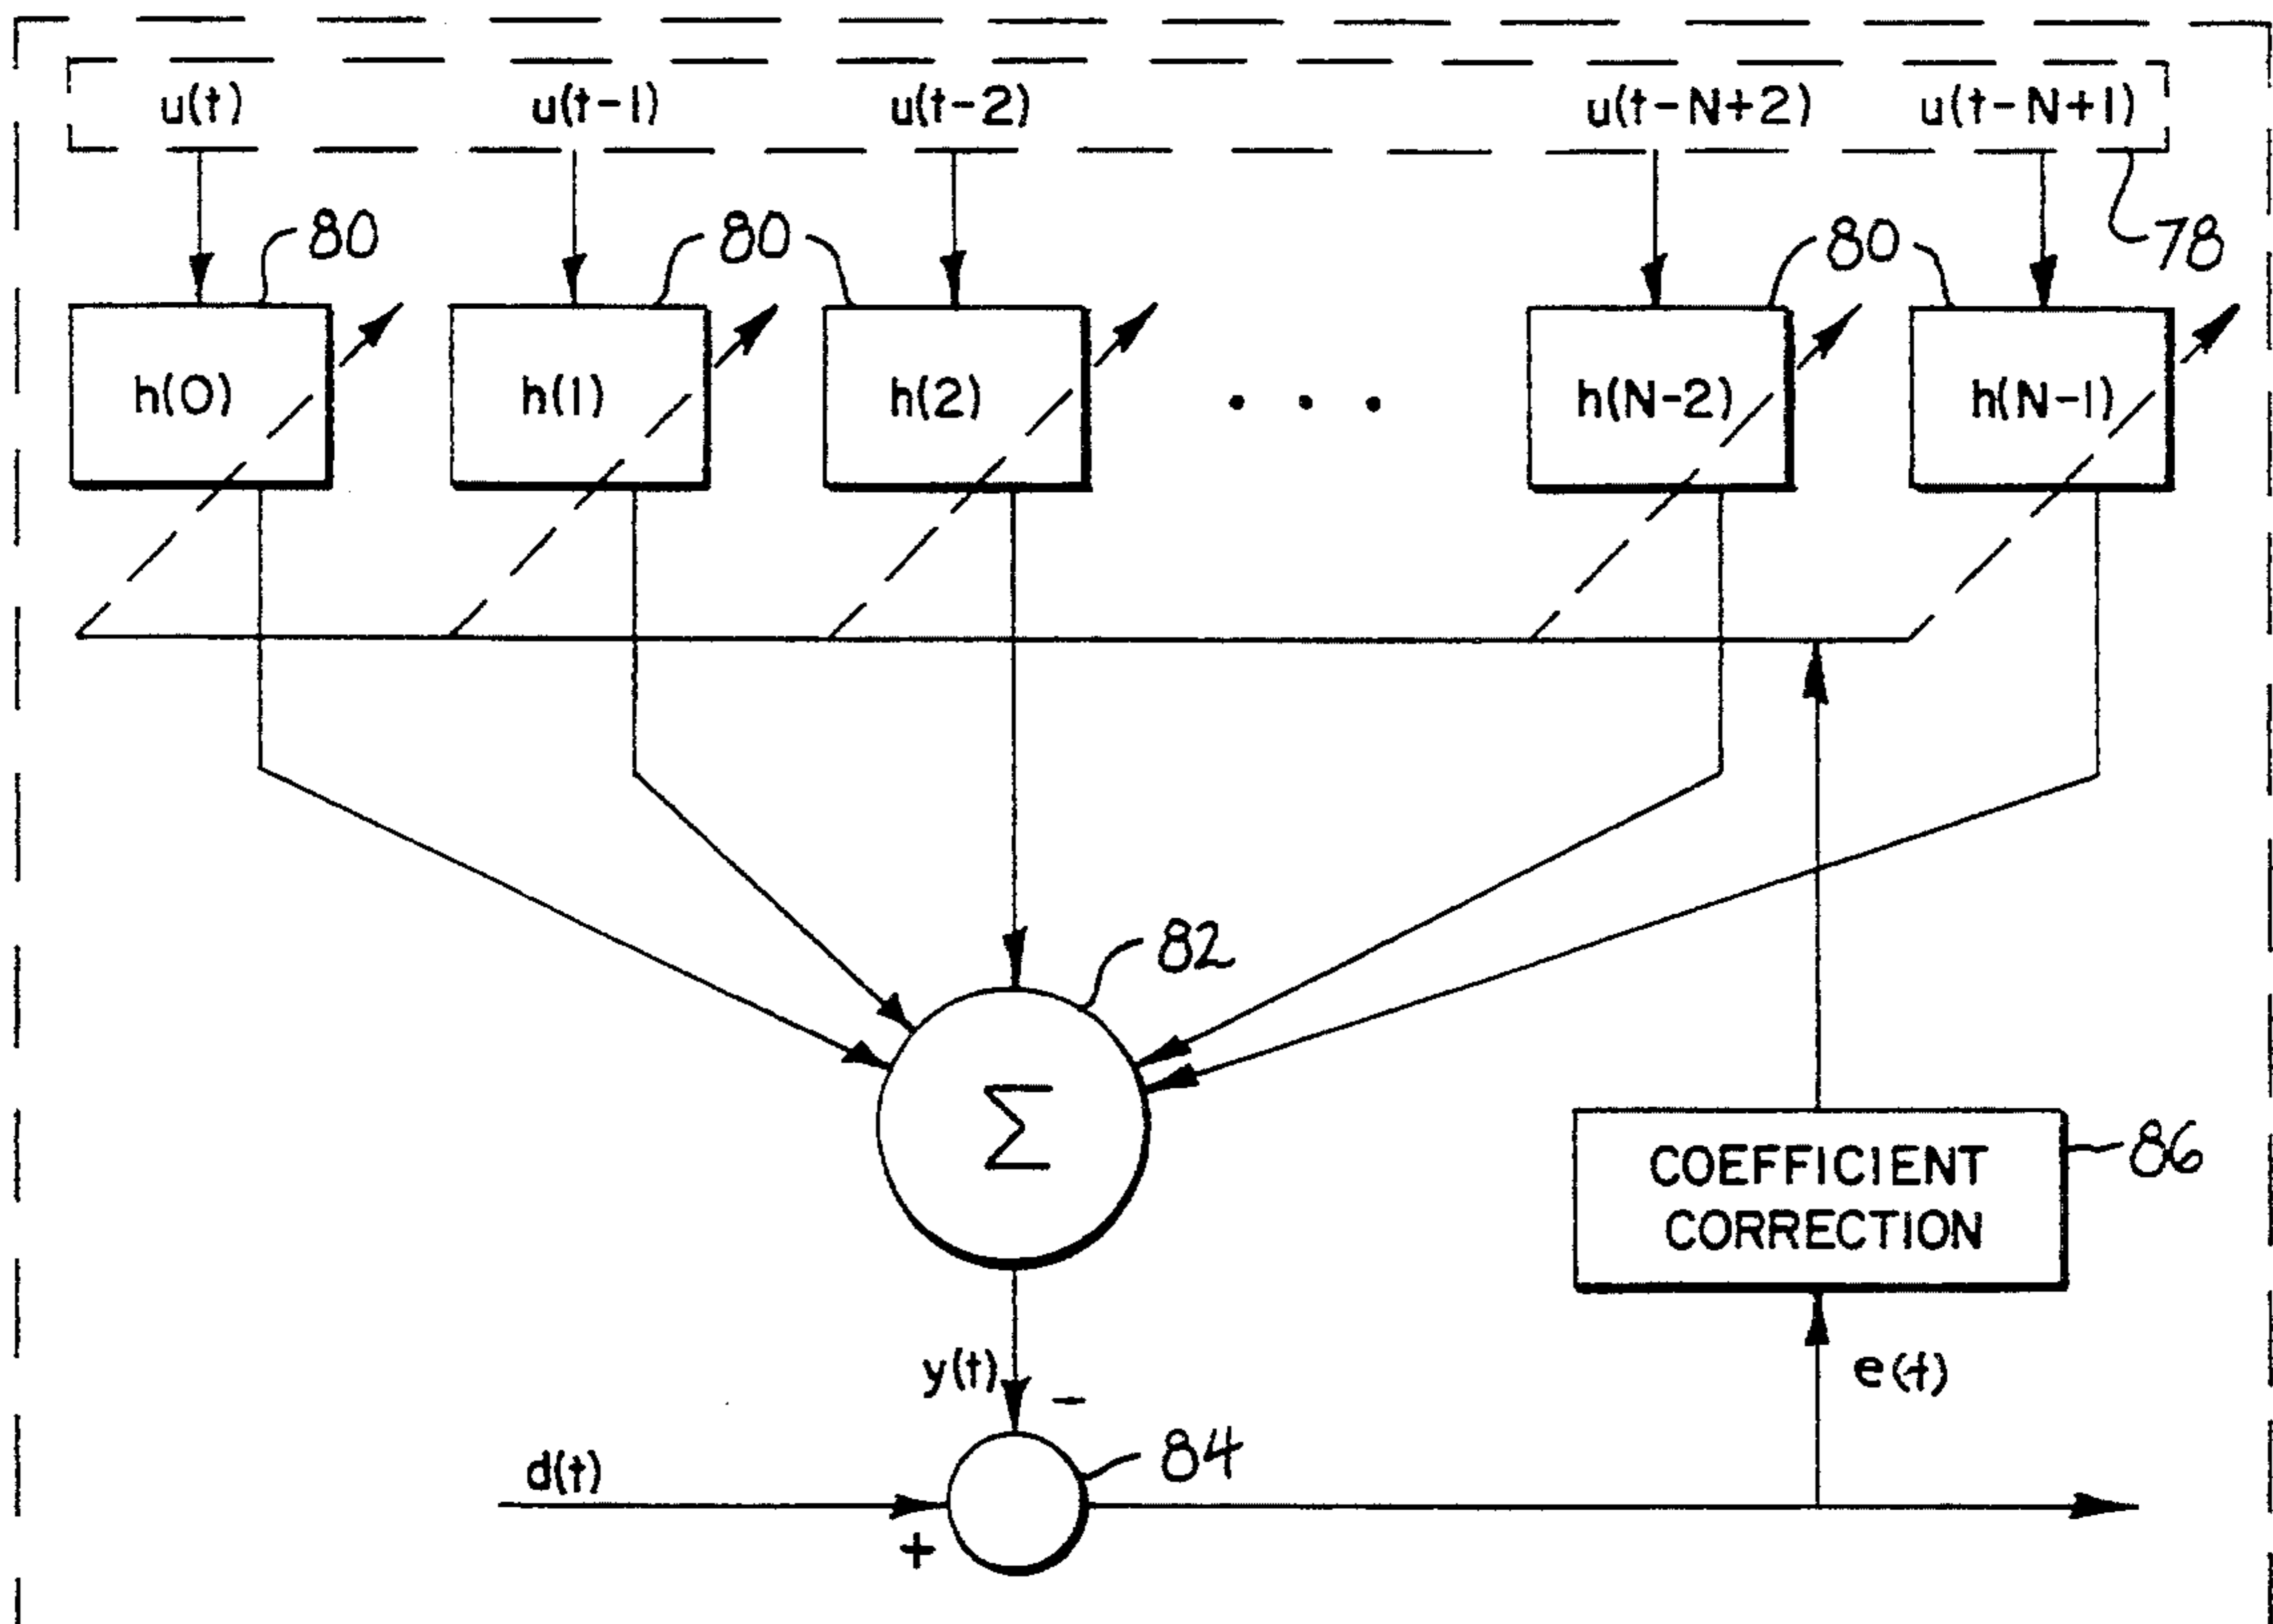 u(t) u(t-1) u(t-2) u(t-N+2) u(t-N+1)
80 80 80 78
h(0) h(1) h(2) • • • h(N-2) h(N-1)
82
Σ
COEFFICIENT
CORRECTION
86
y(t) - e(t)
d(t) 84
+